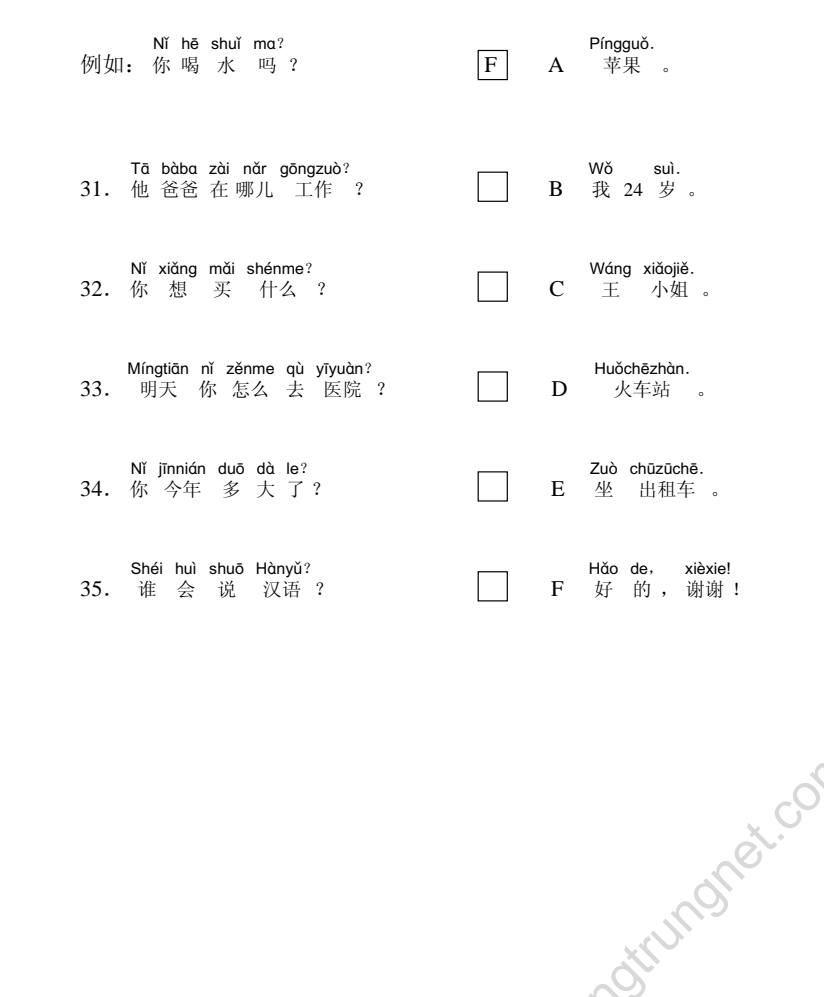 Nǐ hē shuǐ ma? Píngguǒ.
例如：你 喝 水 吗？ F A 苹果 。
Tā bàba zài nǎr gōngzuò? Wǒ suì.
31. 他 爸爸 在 哪儿 工作 ？ B 我 24 岁 。
Nǐ xiǎng mǎi shénme? Wáng xiǎojiě.
32. 你 想 买 什么 ？ C 王 小姐 。
Míngtiān nǐ zěnme qù yīyuàn? Huǒchēzhàn.
33. 明天 你 怎么 去 医院 ？ D 火车站 。
Nǐ jīnnián duō dà le? Zuò chūzūchē.
34. 你 今年 多 大 了？ E 坐 出租车 。
Shéi huì shuō Hànyǔ? Hǎo de, xièxie!
35. 谁 会 说 汉语 ？ F 好 的 ，谢谢！